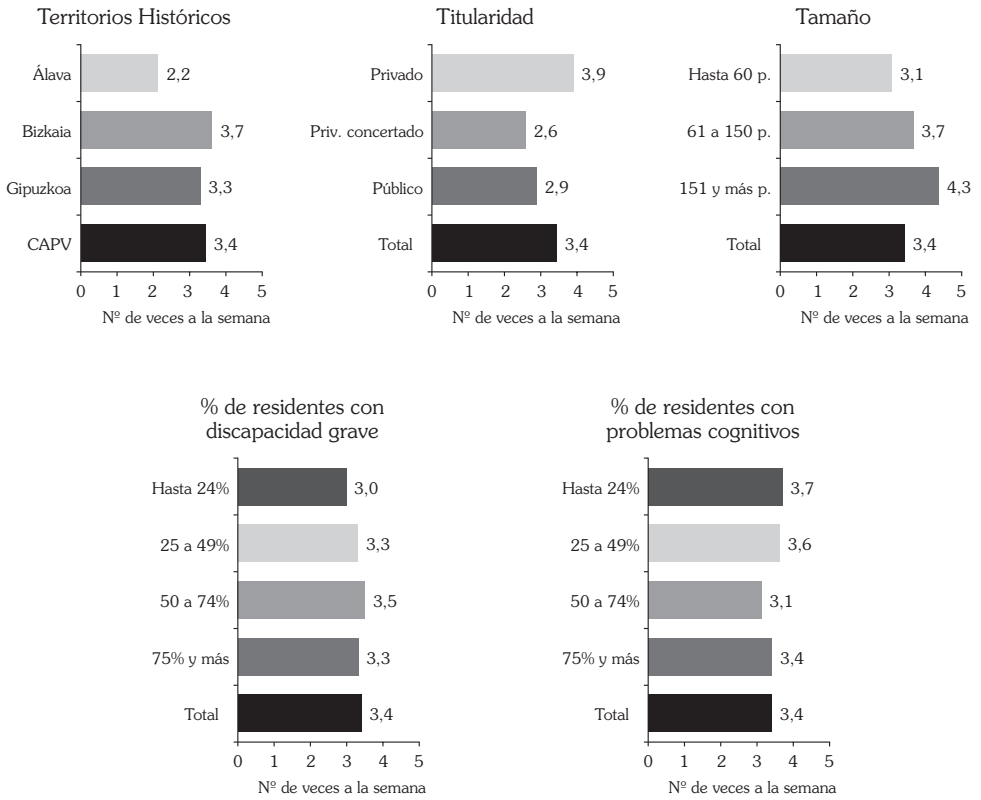 Territorios Históricos
Álava 2,2
Bizkaia 3,7
Gipuzkoa 3,3
CAPV 3,4
0 1 2 3 4 5
Nº de veces a la semana
Titularidad
Privado 3,9
Priv. concertado 2,6
Público 2,9
Total 3,4
0 1 2 3 4 5
Nº de veces a la semana
Tamaño
Hasta 60 p. 3,1
61 a 150 p. 3,7
151 y más p. 4,3
Total 3,4
0 1 2 3 4 5
Nº de veces a la semana
% de residentes con
discapacidad grave
Hasta 24% 3,0
25 a 49% 3,3
50 a 74% 3,5
75% y más 3,3
Total 3,4
0 1 2 3 4 5
Nº de veces a la semana
% de residentes con
problemas cognitivos
Hasta 24% 3,7
25 a 49% 3,6
50 a 74% 3,1
75% y más 3,4
Total 3,4
0 1 2 3 4 5
Nº de veces a la semana